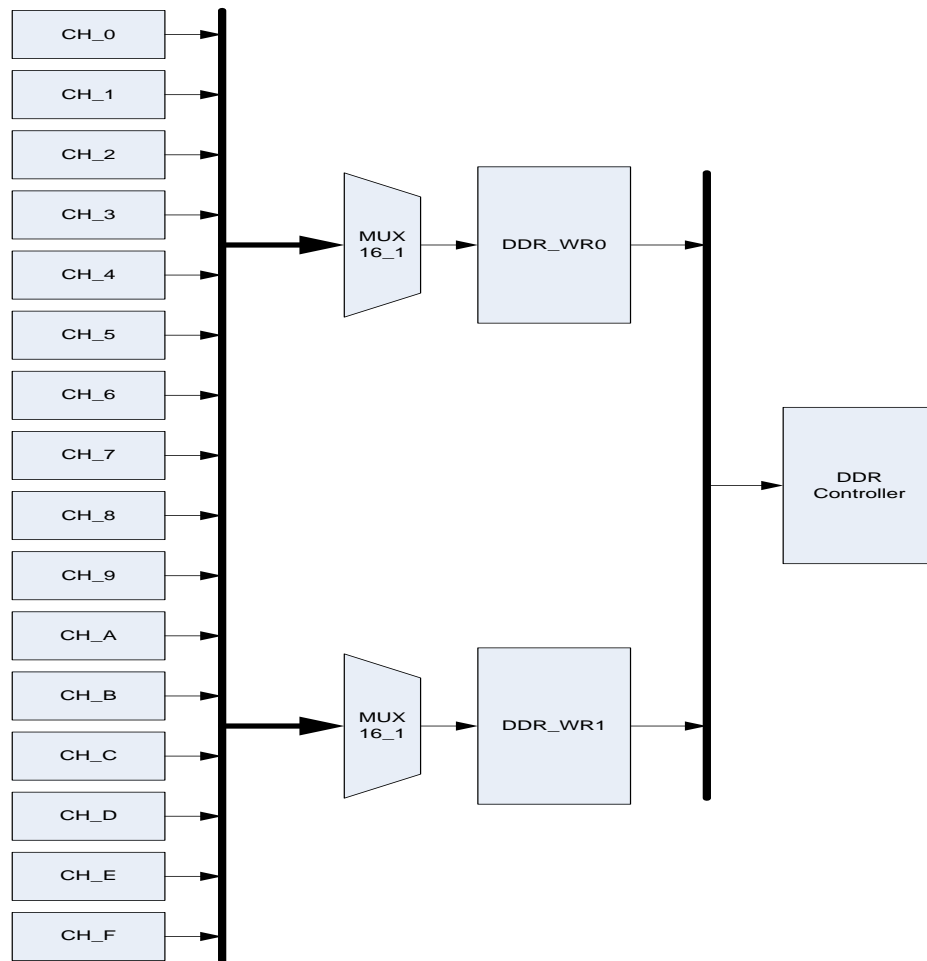 CH_0
CH_1
CH_2
CH_3
CH_4
CH_5
CH_6
CH_7
CH_8
CH_9
CH_A
CH_B
CH_C
CH_D
CH_E
CH_F
MUX
16_1
DDR_WR0
MUX
16_1
DDR_WR1
DDR
Controller